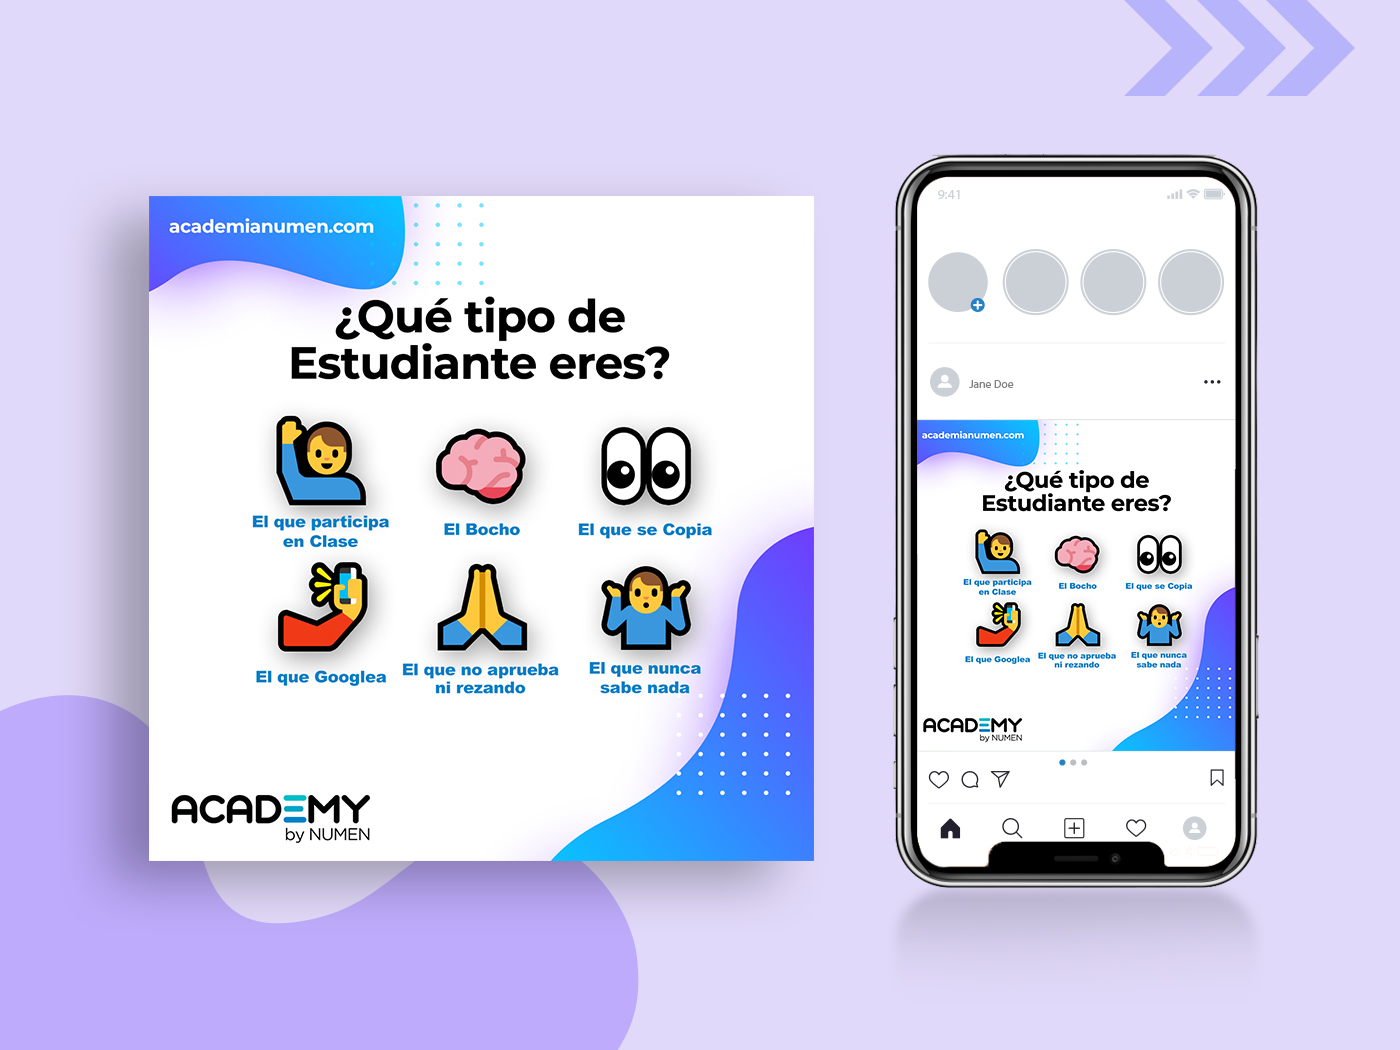 academianumen.com
¿Qué tipo de
Estudiante eres?
El que participa
en Clase
El Bocho
El que se Copia
El que Googlea
El que no aprueba
ni rezando
El que nunca
sabe nada
ACADEMY
by NUMEN
9:41
Jane Doe
academianumen.com
¿Qué tipo de
Estudiante eres?
El que participa
en Clase
El Bocho
El que se Copia
El que Googlea
El que no aprueba
ni rezando
El que nunca
sabe nada
ACADEMY
by NUMEN